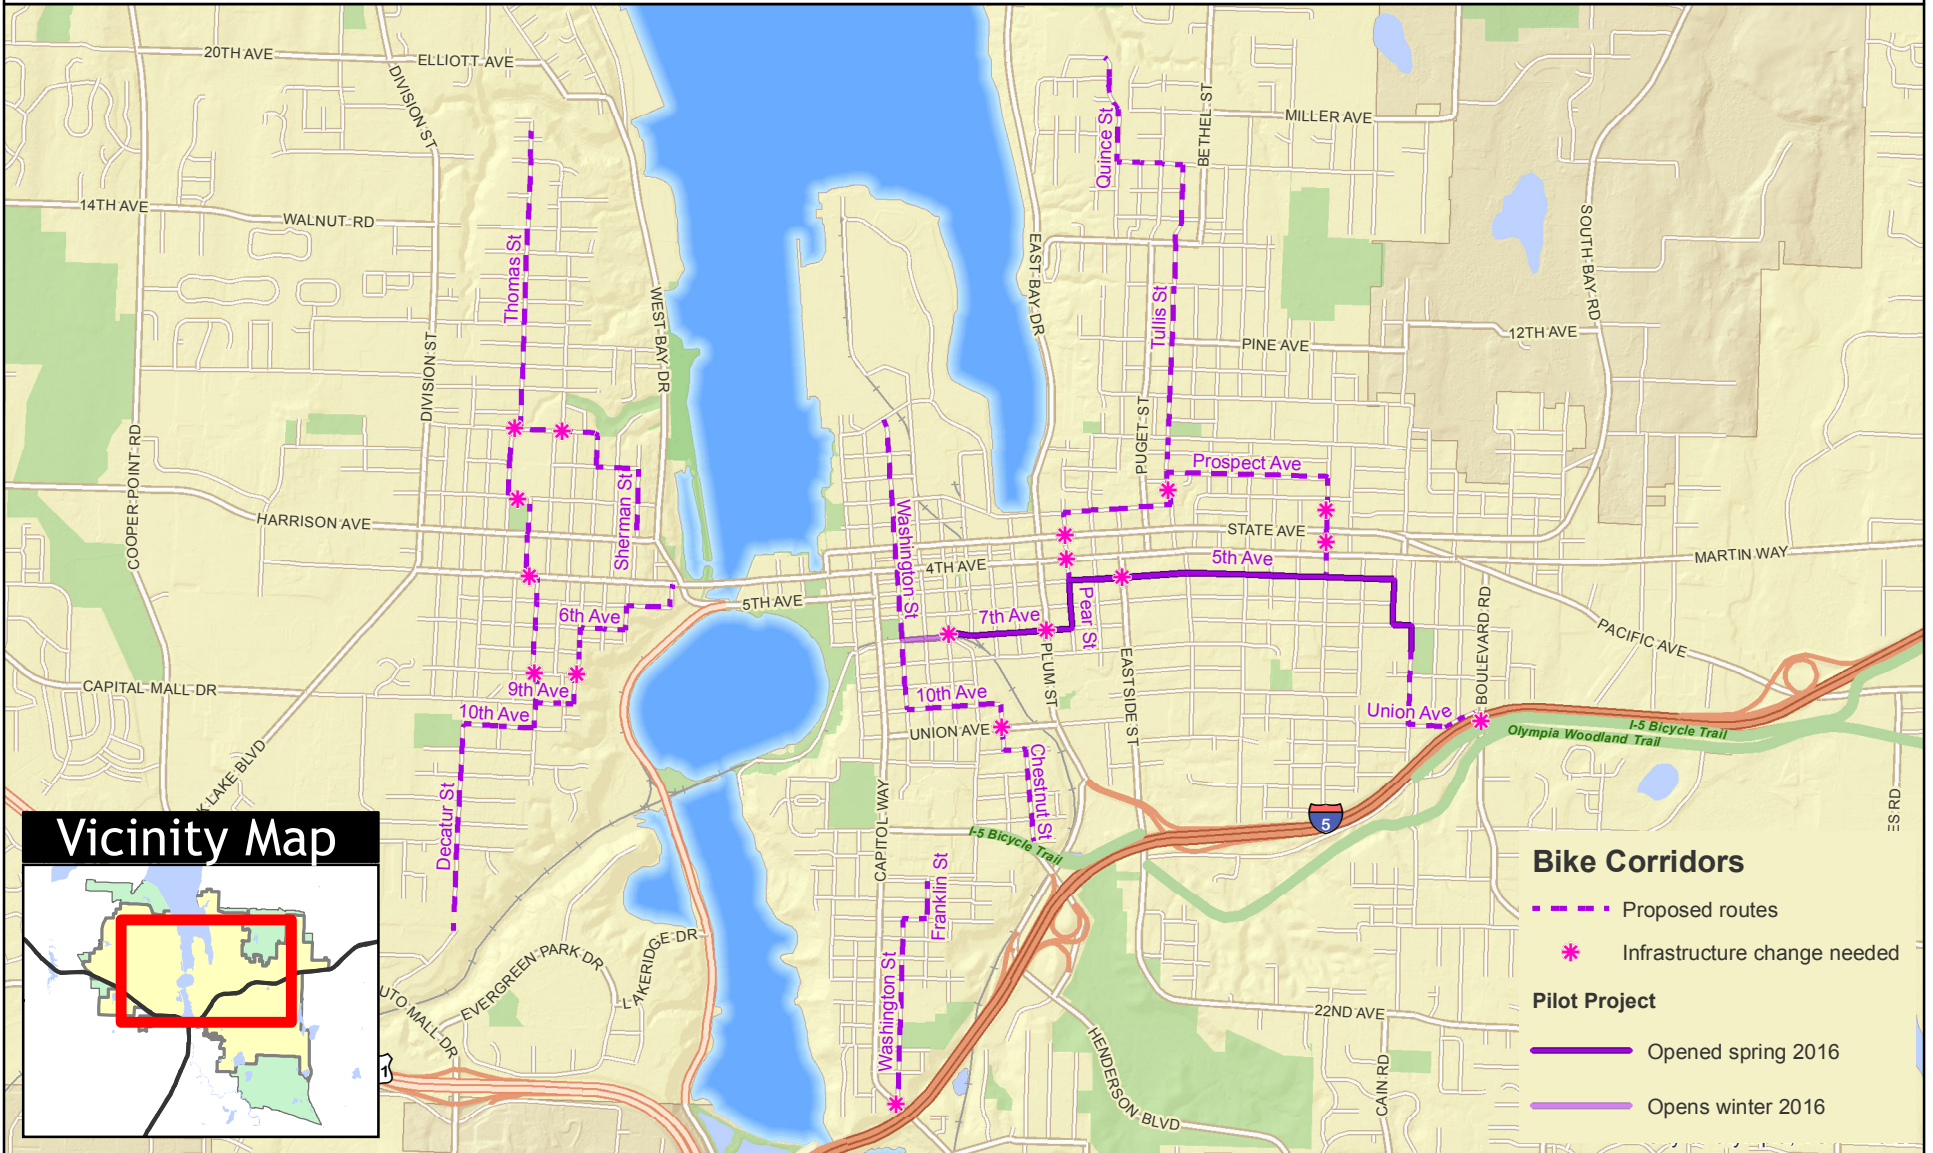 20TH AVE
ELLIOTT AVE
DIVISION ST
MILLER AVE
BETHEL ST
Quince St
14TH AVE
WALNUT RD
Thomas St
EAST BAY DR
SOUTH BAY RD
WEST BAY DR
Tullis St
12TH AVE
PINE AVE
DIVISION ST
PUGET ST
COOPER POINT RD
Prospect Ave
Sherman St
HARRISON AVE
Washington St
STATE AVE
5th Ave
MARTIN WAY
4TH AVE
5TH AVE
6th Ave
7th Ave
Pear St
PLUM ST
EASTSIDE ST
BOULEVARD RD
PACIFIC AVE
CAPITAL MALL DR
9th Ave
10th Ave
10th Ave
Union Ave
UNION AVE
I-5 Bicycle Trail
Olympia Woodland Trail
K LAKE BLVD
Decatur St
CAPITOL WAY
Chestnut St
I-5 Bicycle Trail
5
ES RD
Vicinity Map
Franklin St
Washington St
EVERGREEN PARK DR
LAKERIDGE DR
UTO MALL DR
1
22ND AVE
HENDERSON BLVD
CAIN RD
Bike Corridors
Proposed routes
Infrastructure change needed
Pilot Project
Opened spring 2016
Opens winter 2016